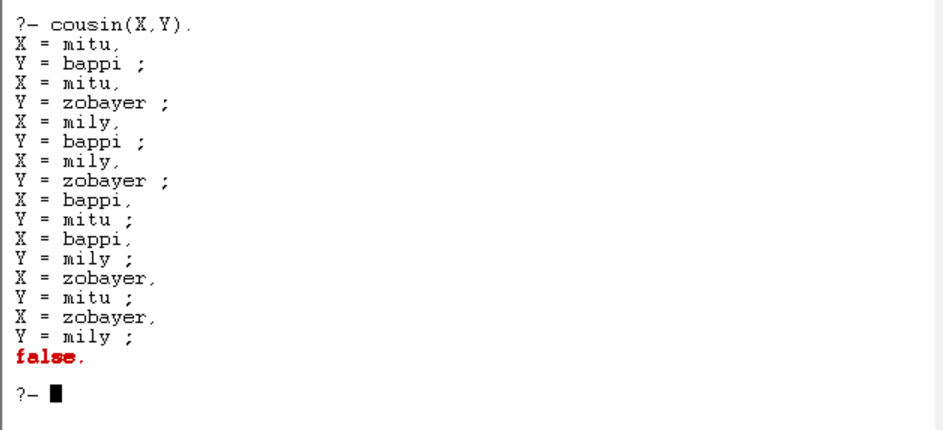 ?- cousin(X,Y).
X = mitu,
Y = bappi ;
X = mitu,
Y = zobayer ;
X = mily,
Y = bappi ;
X = mily,
Y = zobayer ;
X = bappi,
Y = mitu ;
X = bappi,
Y = mily ;
X = zobayer,
Y = mitu ;
X = zobayer,
Y = mily ;
false.
?-